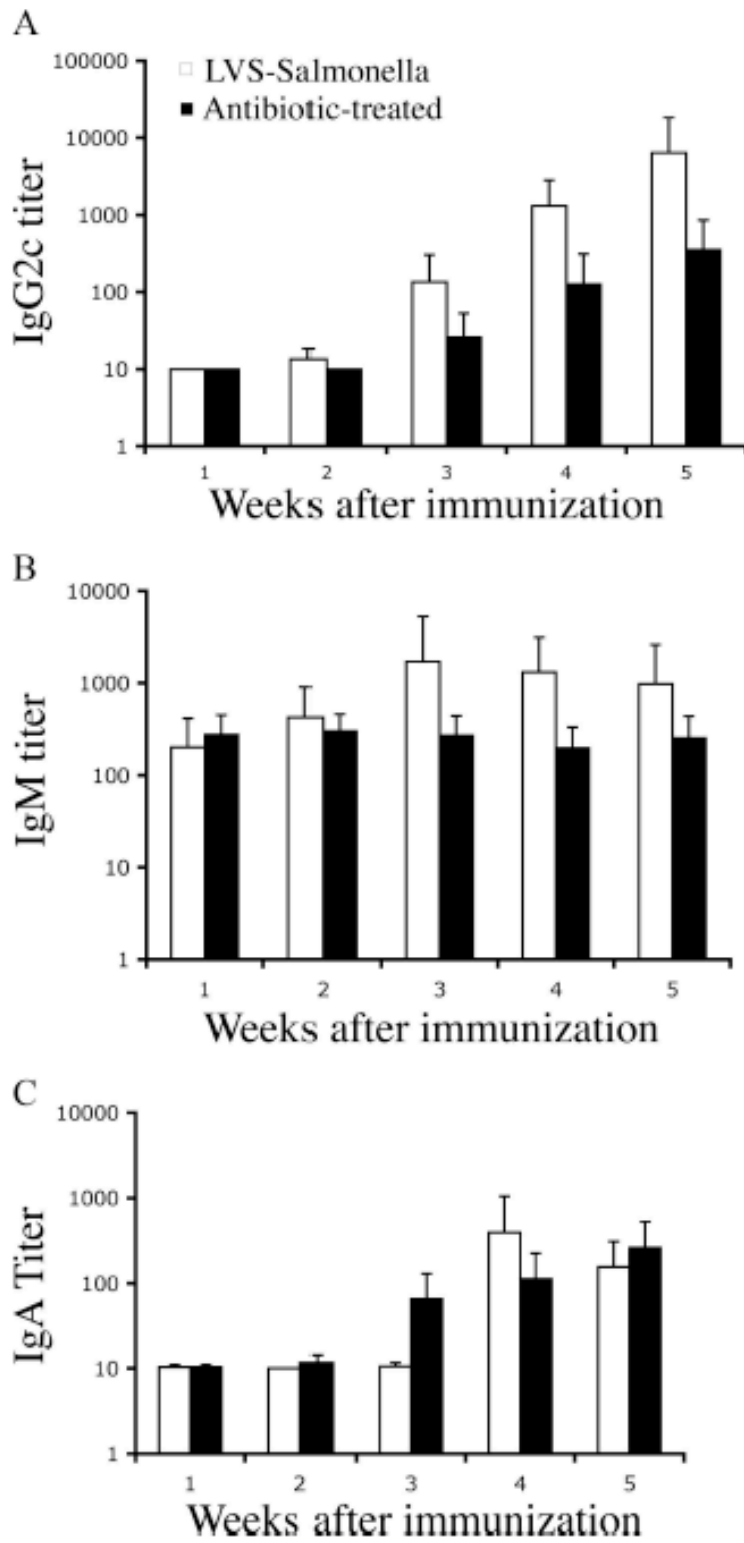 A
100000
LVS-Salmonella
Antibiotic-treated
10000
1000
100
10
1
IgG2c titer
1 2 3 4 5
Weeks after immunization
B
10000
1000
100
10
1
IgM titer
1 2 3 4 5
Weeks after immunization
C
10000
1000
100
10
1
IgA Titer
1 2 3 4 5
Weeks after immunization